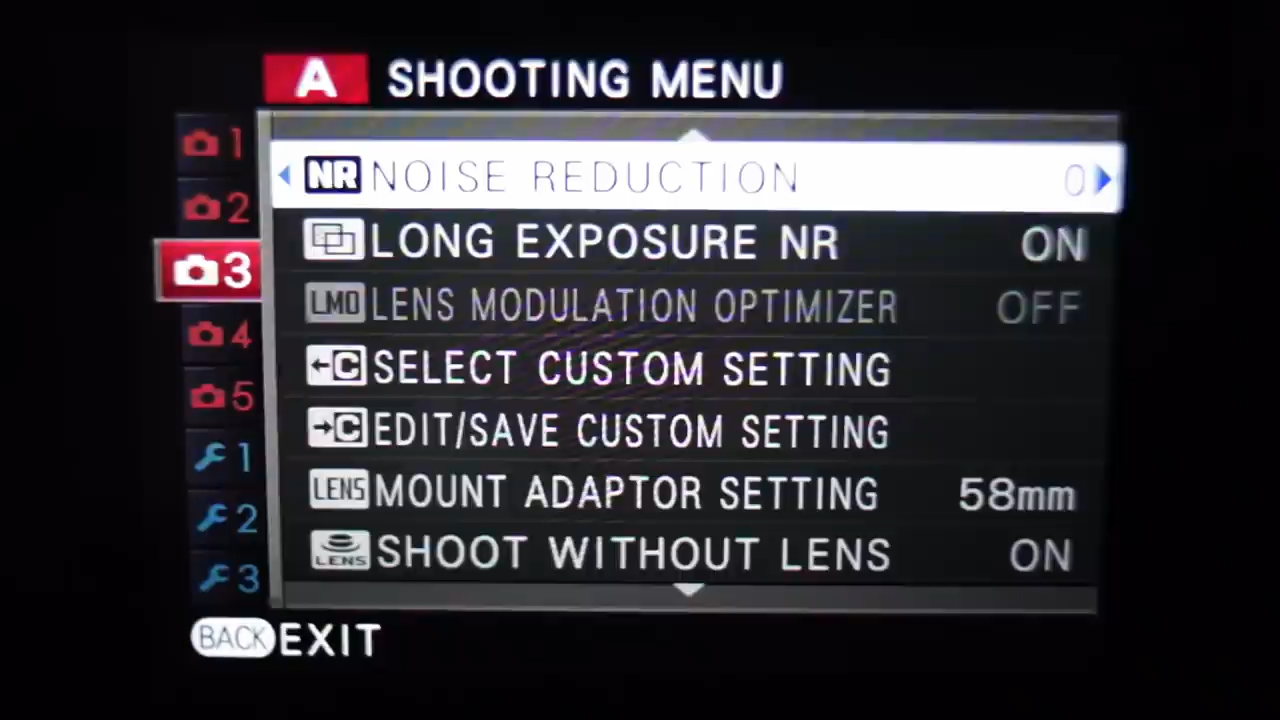 A SHOOTING MENU
1
2
3
4
5
1
2
3
NR NOISE REDUCTION 0
LONG EXPOSURE NR ON
LMO LENS MODULATION OPTIMIZER OFF
C SELECT CUSTOM SETTING
C EDIT/SAVE CUSTOM SETTING
LENS MOUNT ADAPTOR SETTING 58mm
LENS SHOOT WITHOUT LENS ON
BACK EXIT